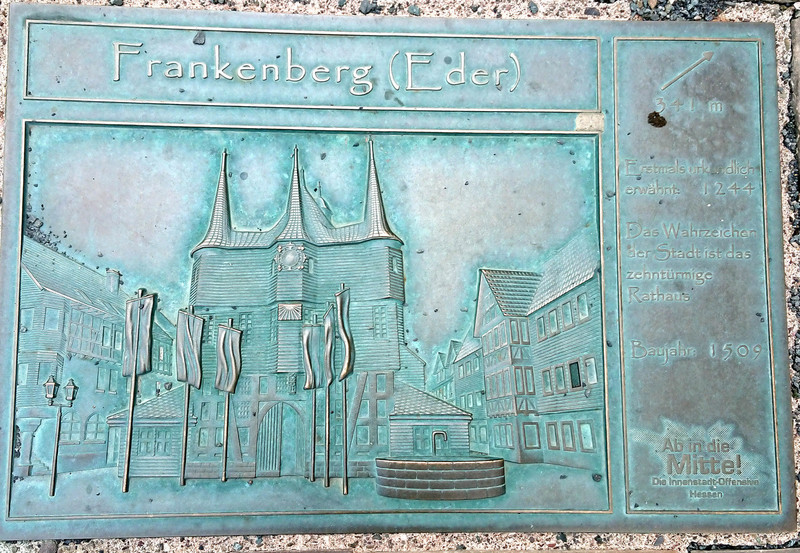 Frankenberg (Eder)
341 m
Erstmals urkundlich
erwähnt: 1244
Das Wahrzeichen
der Stadt ist das
zehntürmige
Rathaus
Baujahr: 1509
Ab in die
Mitte!
Die Innenstadt-Offensive
Hessen